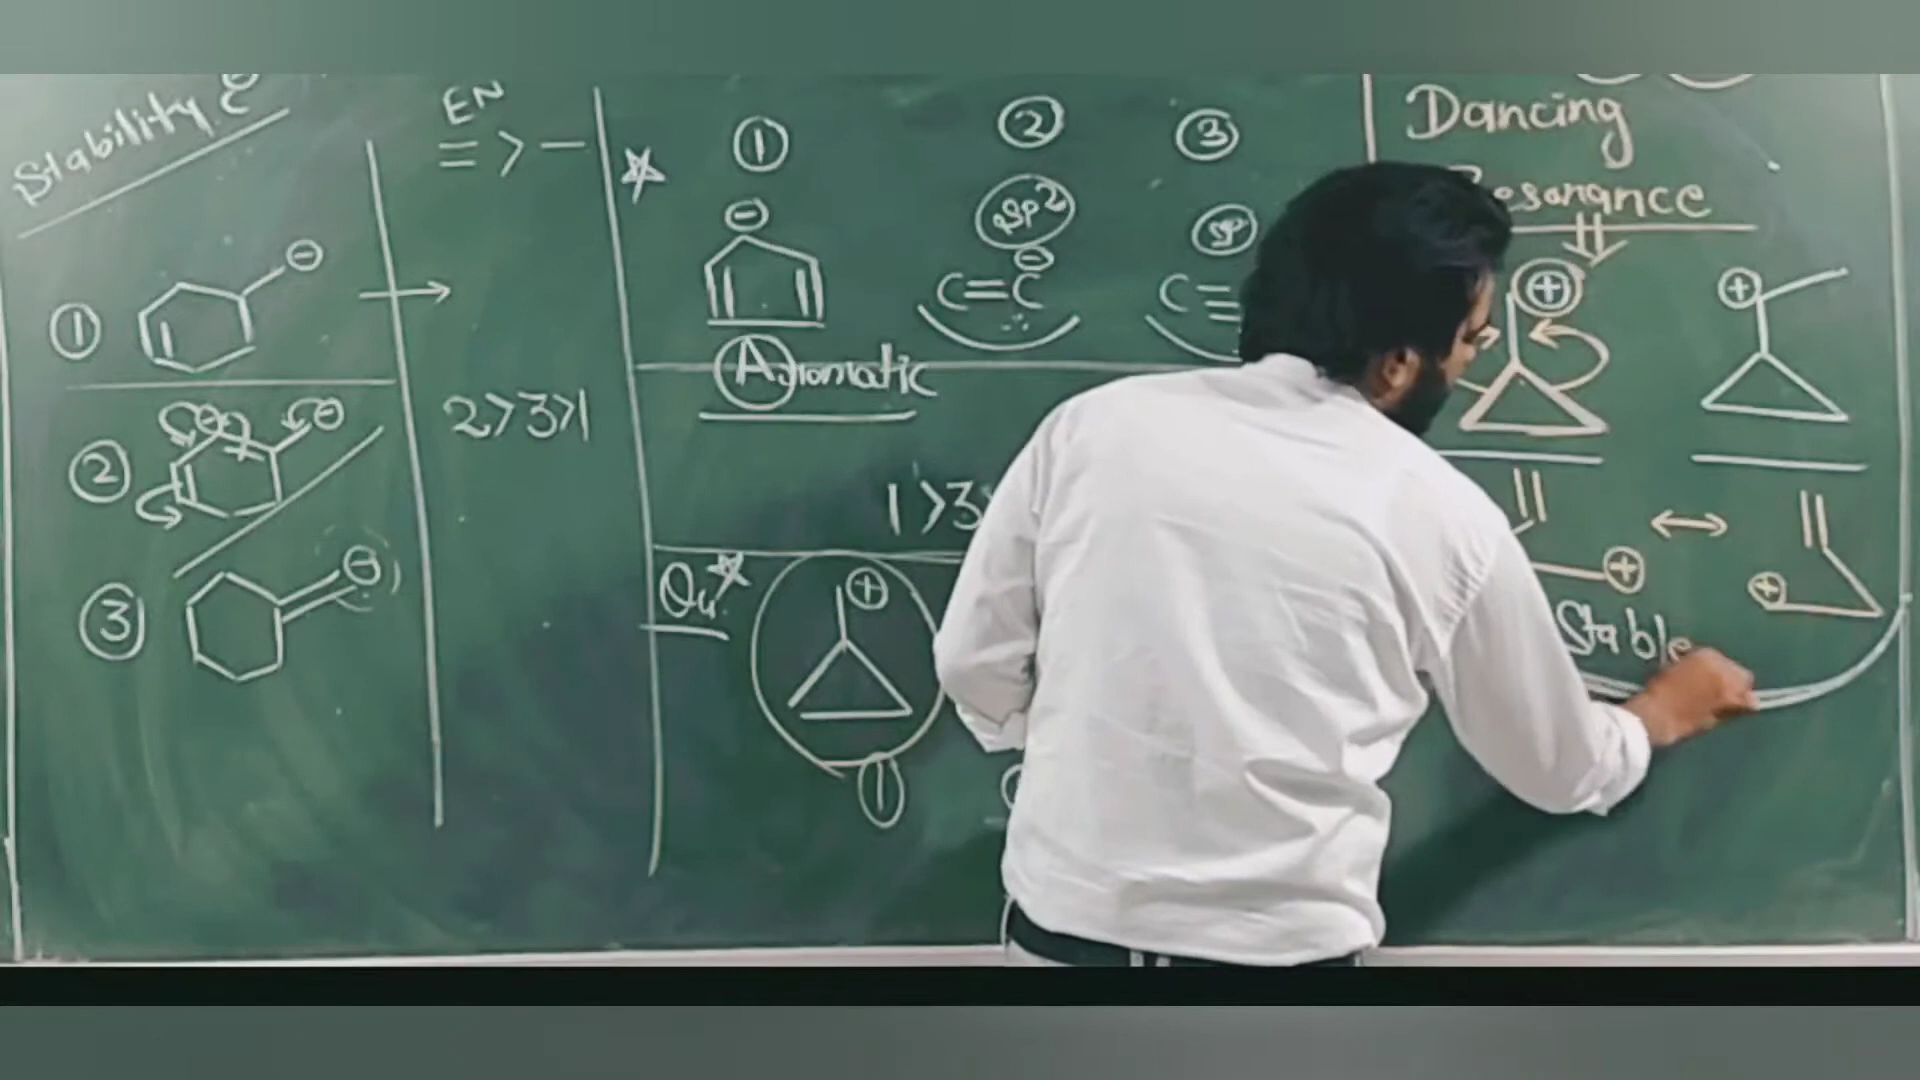 Stability
①
②
③
EN
= > −
2>3>1
① ② ③
sp² sp
C=C
C≡
Aromatic
1>3
Qu.
①
Dancing
Resonance
Stable